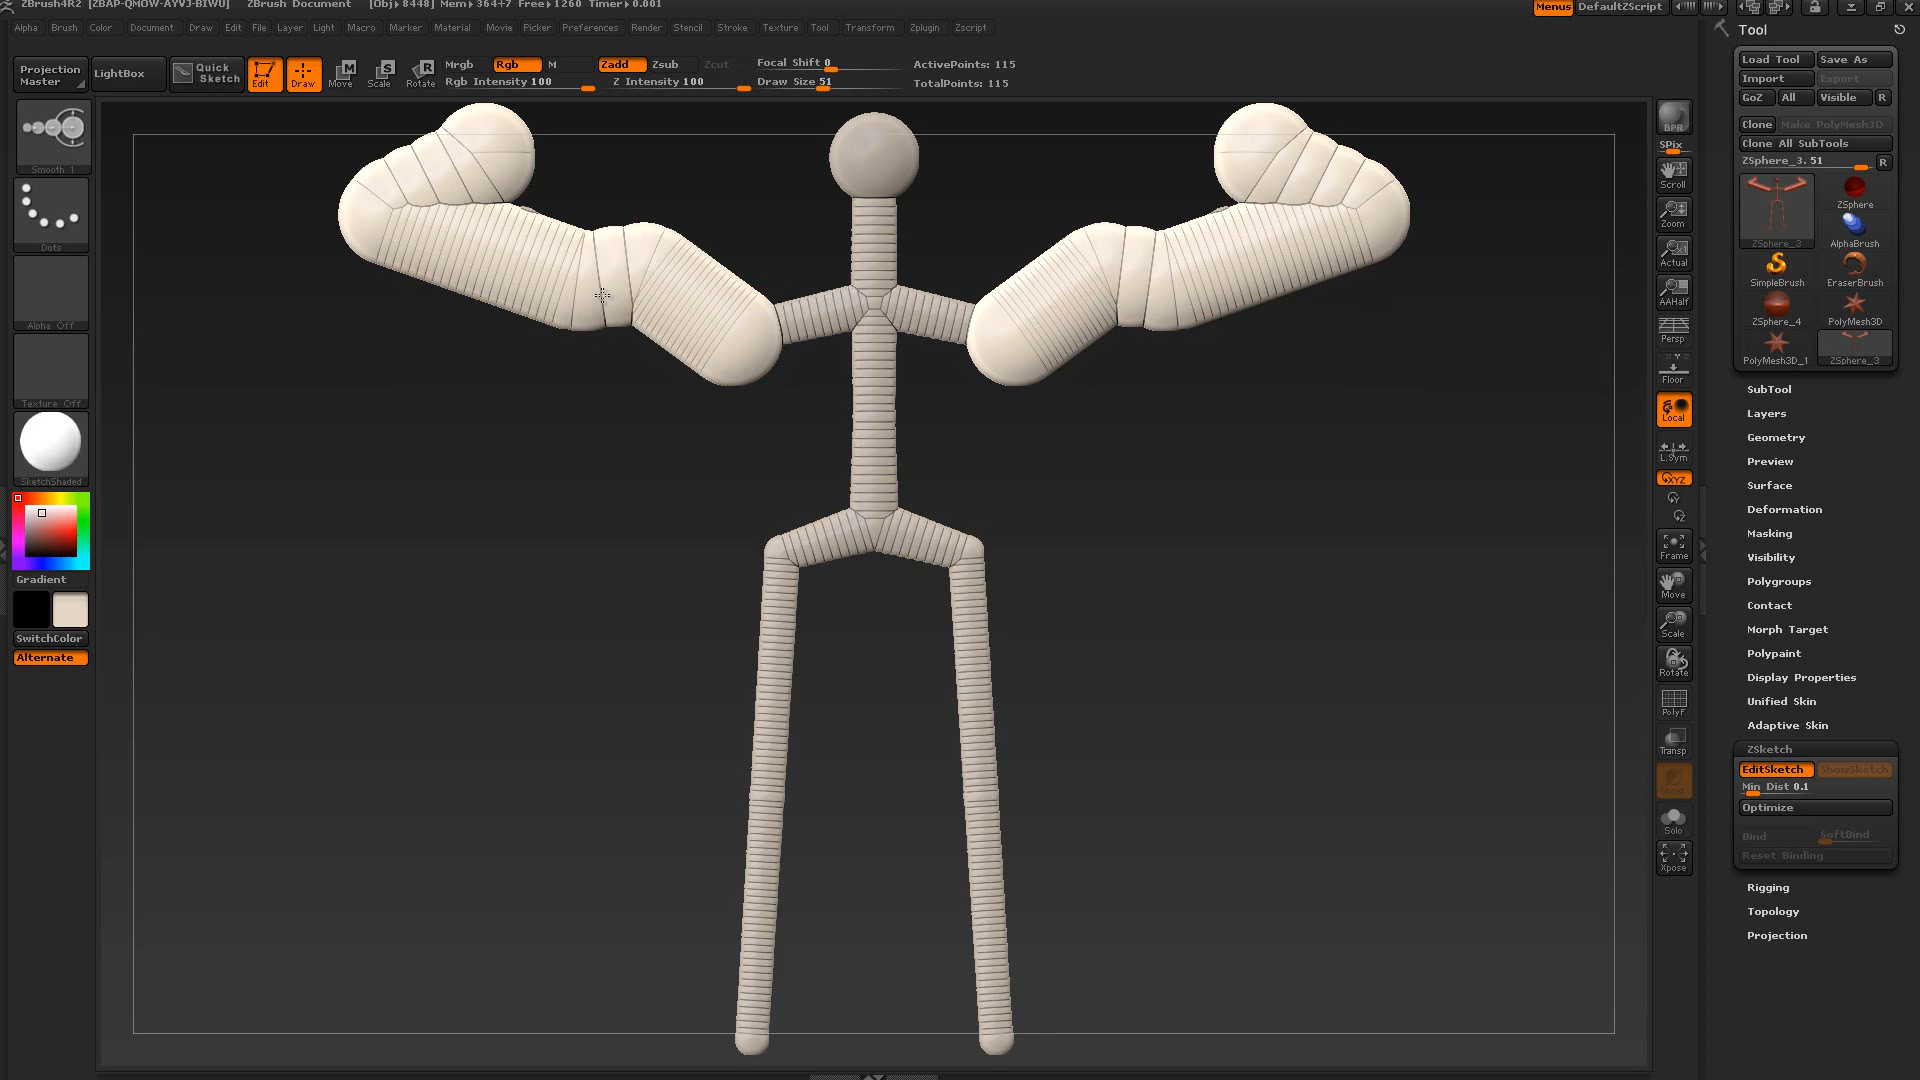 ZBrush4R2 [ZBAP-QMOW-AYVJ-BIWU] ZBrush Document [Obj▸8448] Mem▸364+7 Free▸1260 Timer▸0.001 Menus DefaultZScript
Alpha Brush Color Document Draw Edit File Layer Light Macro Marker Material Movie Picker Preferences Render Stencil Stroke Texture Tool Transform Zplugin Zscript
Projection Master
LightBox
Quick Sketch
Edit
Draw
Move
Scale
Rotate
Mrgb Rgb M
Rgb Intensity 100
Zadd Zsub Zcut
Z Intensity 100
Focal Shift 0
Draw Size 51
ActivePoints: 115
TotalPoints: 115
Smooth 1
Dots
Alpha Off
Texture Off
SketchShaded
Gradient
SwitchColor
Alternate
BPR
SPix
Scroll
Zoom
Actual
AAHalf
Persp
Floor
Local
L.Sym
XYZ
Y
Z
Frame
Move
Scale
Rotate
PolyF
Transp
Solo
Xpose
Tool
Load Tool Save As
Import Export
GoZ All Visible R
Clone Make PolyMesh3D
Clone All SubTools
ZSphere_3. 51 R
ZSphere_3
ZSphere
AlphaBrush
SimpleBrush EraserBrush
ZSphere_4 PolyMesh3D
PolyMesh3D_1 ZSphere_3
SubTool
Layers
Geometry
Preview
Surface
Deformation
Masking
Visibility
Polygroups
Contact
Morph Target
Polypaint
Display Properties
Unified Skin
Adaptive Skin
ZSketch
EditSketch ShowSketch
Min Dist 0.1
Optimize
Bind SoftBind
Reset Binding
Rigging
Topology
Projection